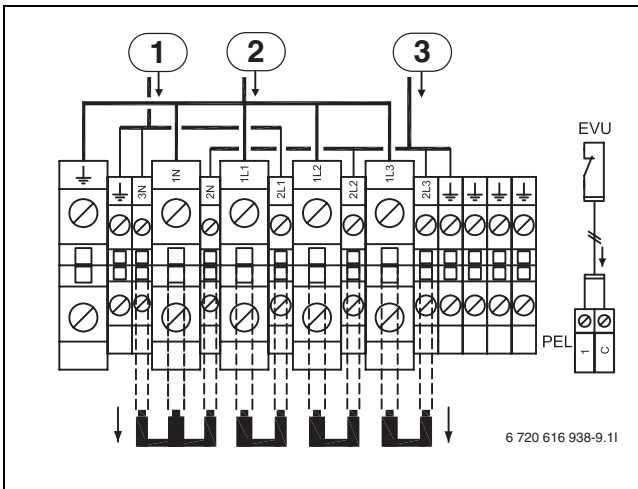 1 2 3
EVU
3N 1N 2N 1L1 2L1 1L2 2L2 1L3 2L3
PEL 1 C
6 720 616 938-9.1I